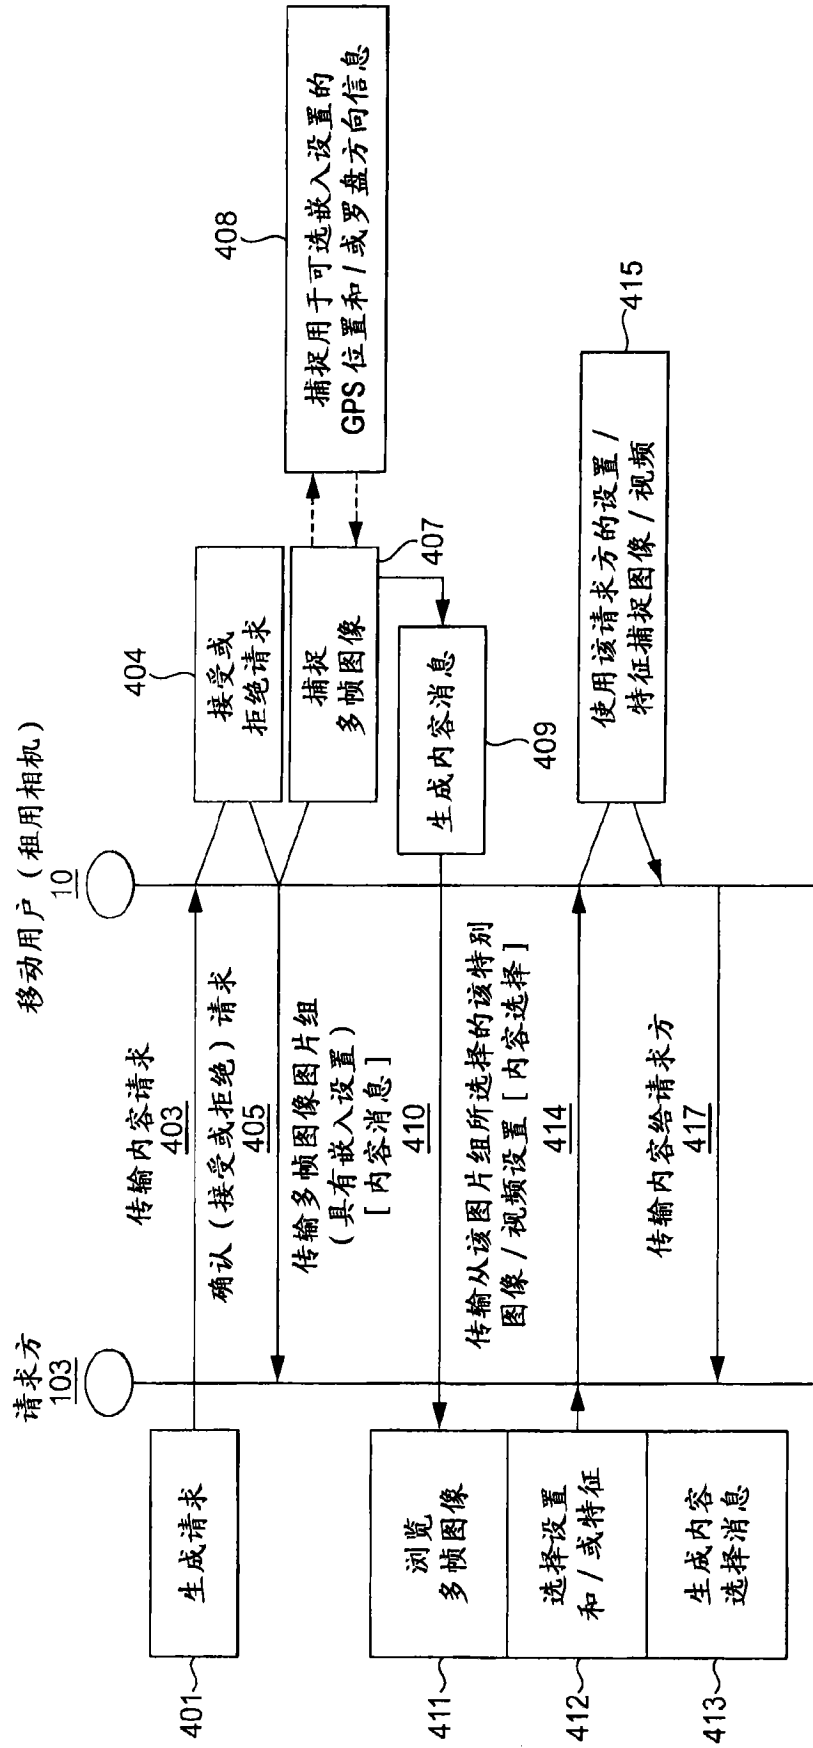 请求方
103
移动用户（租用相机）
10
401
生成请求
传输内容请求
403
404
接受或
拒绝请求
确认（接受或拒绝）请求
405
捕捉
多帧图像
407
408
捕捉用于可选嵌入设置的
GPS 位置和 / 或罗盘方向信息
传输多帧图像图片组
（具有嵌入设置）
[ 内容消息 ]
410
生成内容消息
409
411
浏览
多帧图像
传输从该图片组所选择的该特别
图像 / 视频设置 [ 内容选择 ]
414
412
选择设置
和 / 或特征
使用该请求方的设置 /
特征捕捉图像 / 视频
415
413
生成内容
选择消息
传输内容给请求方
417